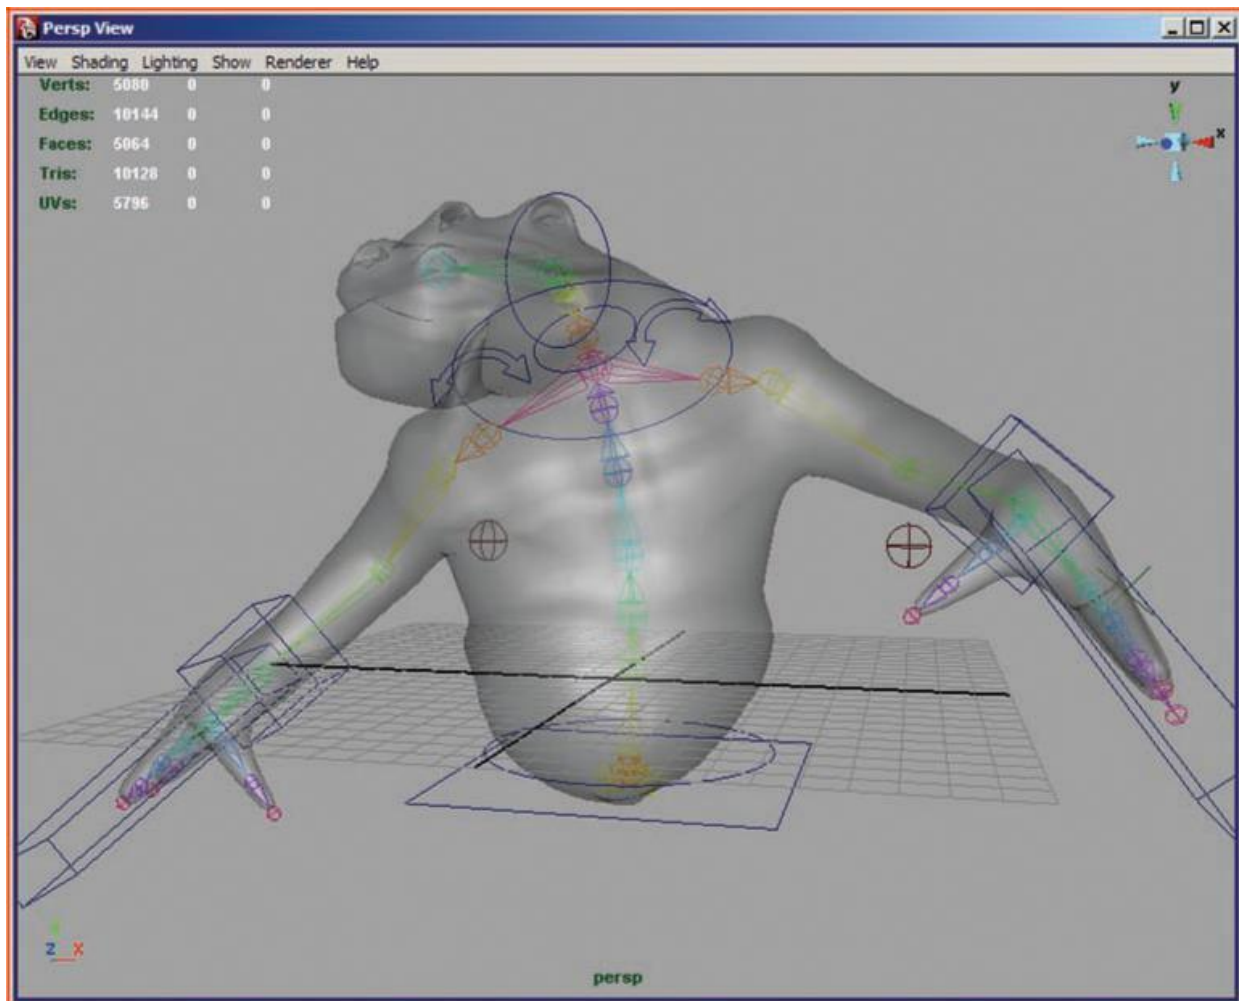 Persp View
View Shading Lighting Show Renderer Help
Verts: 5080 0 0
Edges: 10144 0 0
Faces: 5064 0 0
Tris: 10128 0 0
UVs: 5796 0 0
y
x
Y
Z X
persp